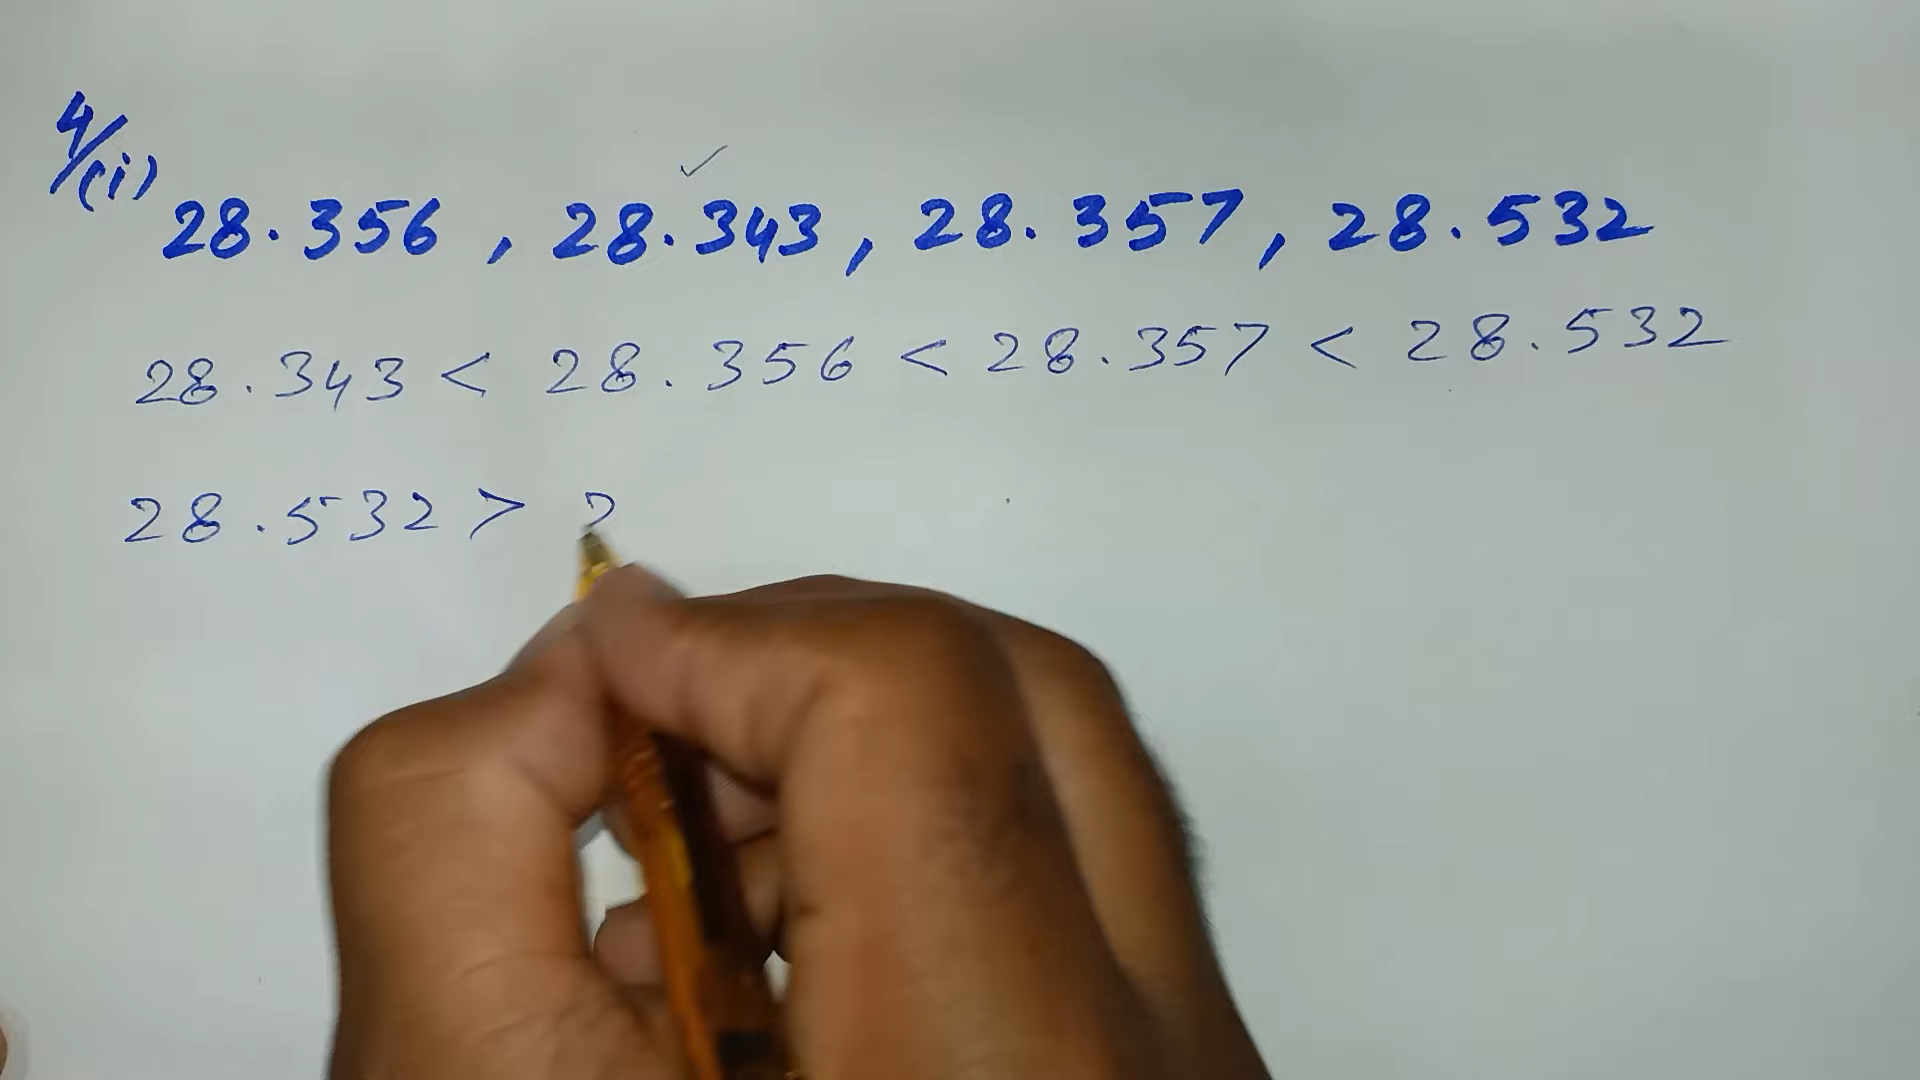 4/(i)
28.356 , 28.343 , 28.357 , 28.532
28.343 < 28.356 < 28.357 < 28.532
28.532 > 2